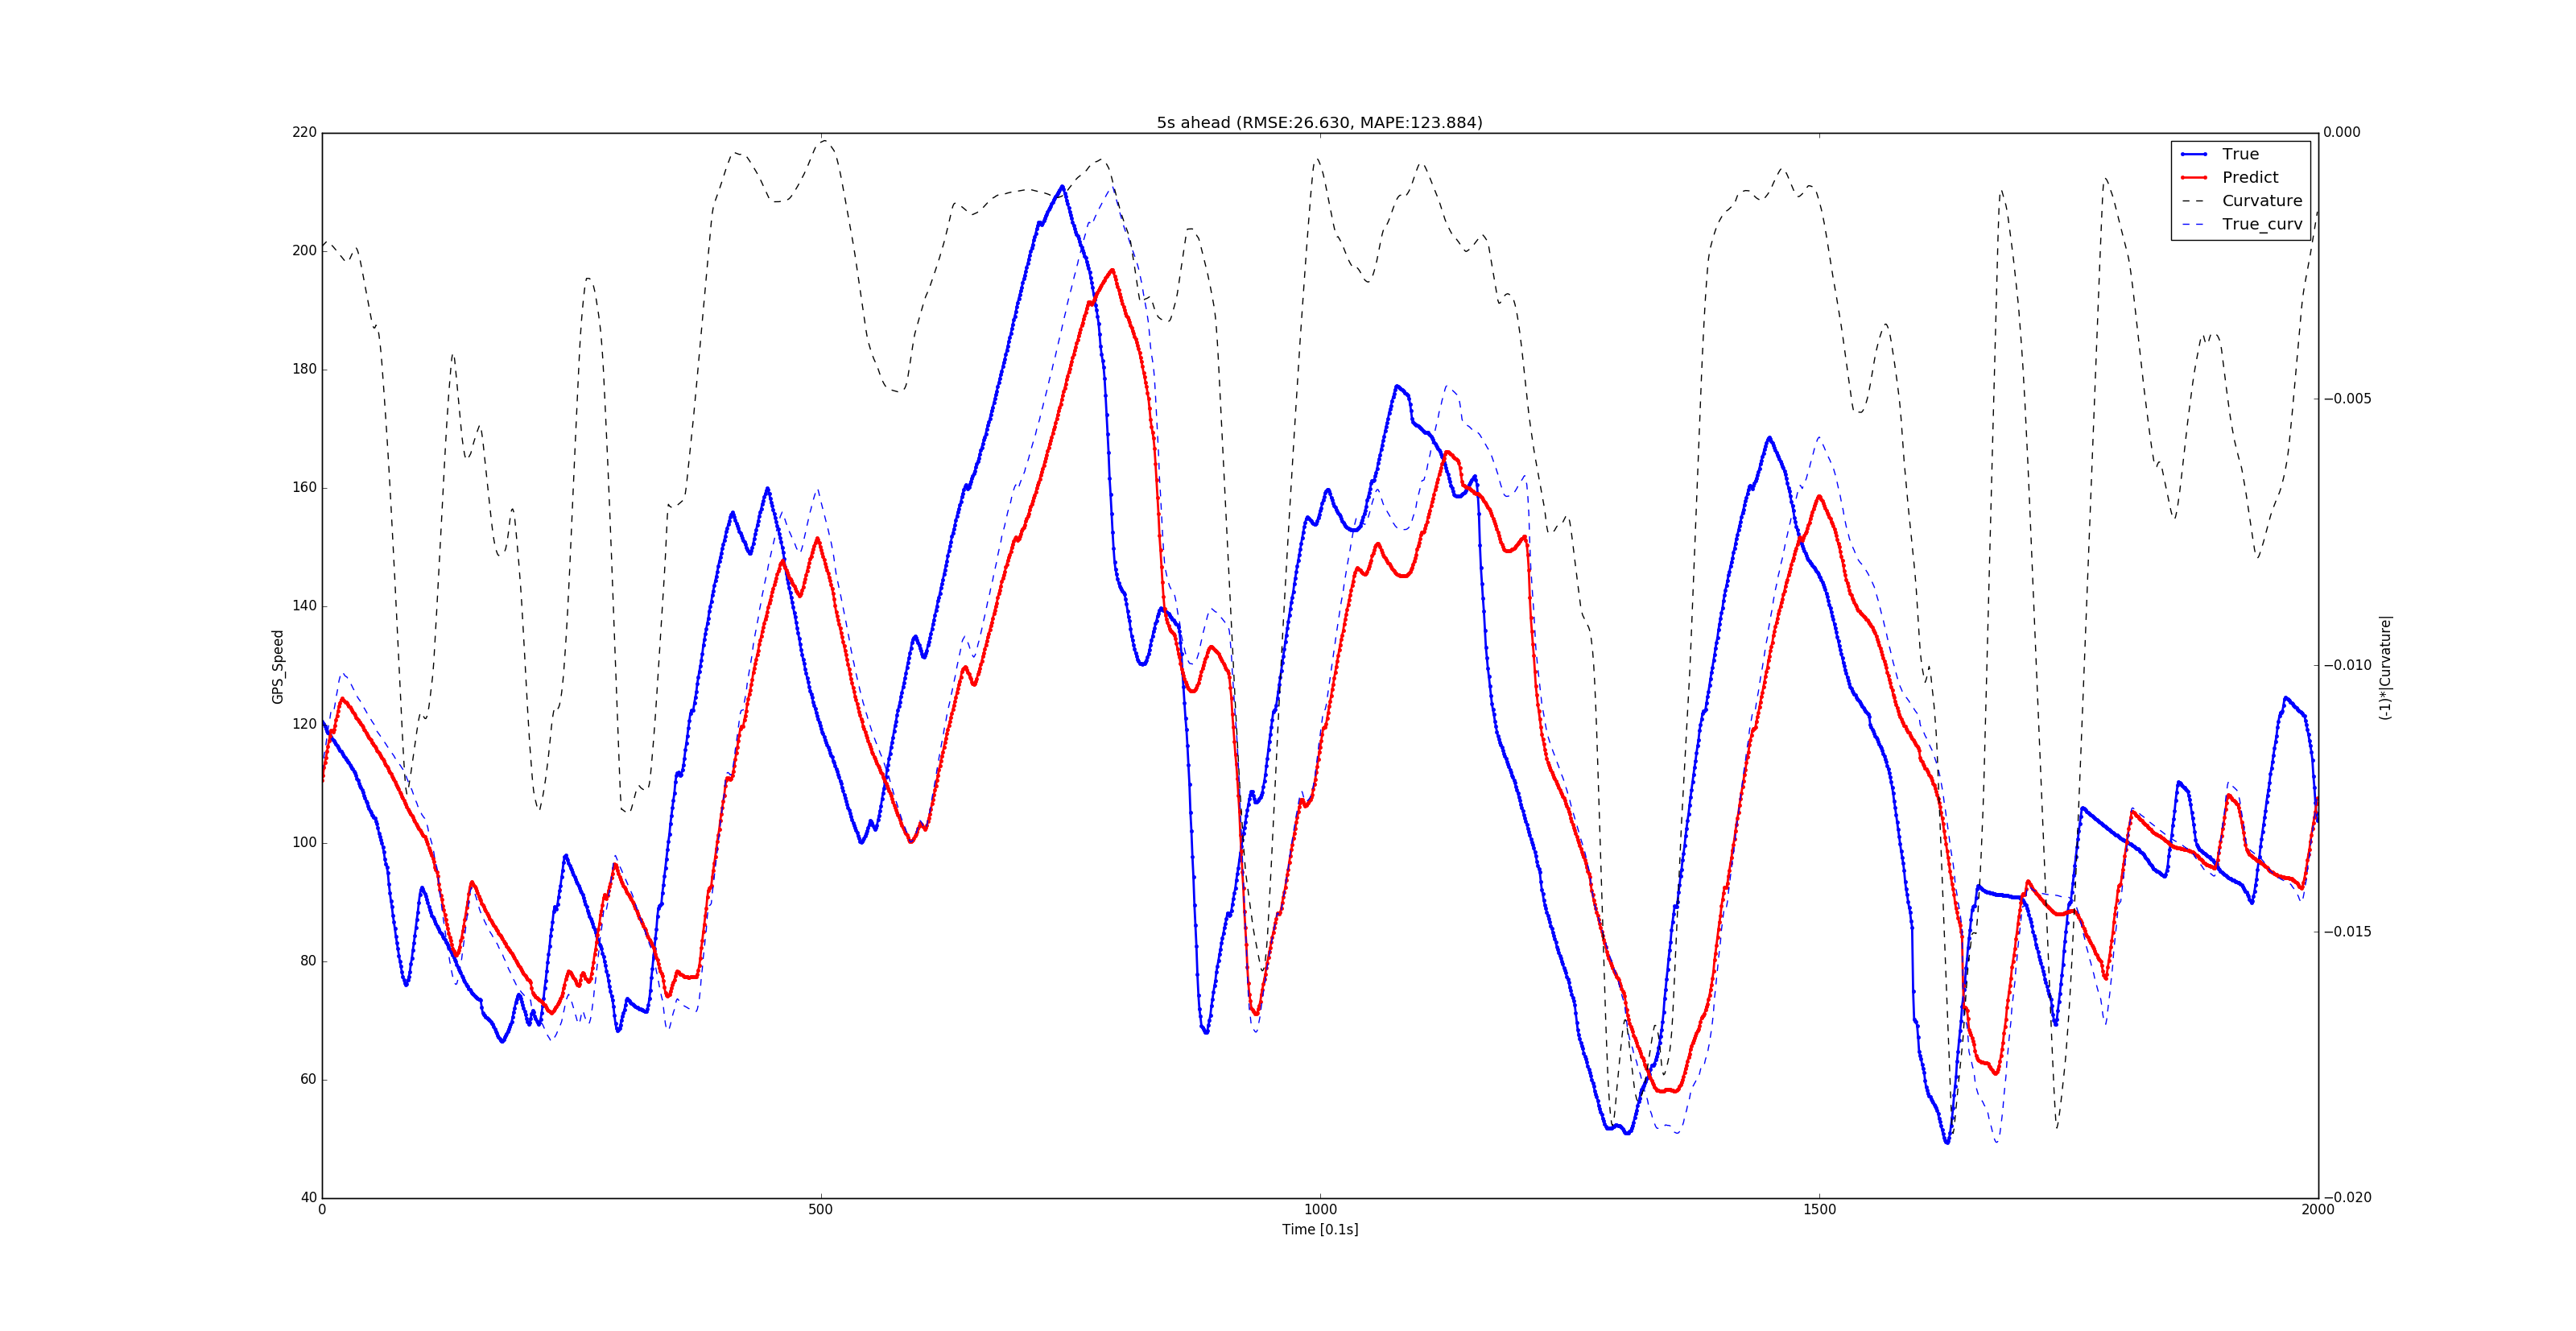 5s ahead (RMSE:26.630, MAPE:123.884)
220
200
180
160
140
120
100
80
60
40
GPS_Speed
0
500
1000
1500
2000
Time [0.1s]
0.000
−0.005
−0.010
−0.015
−0.020
(-1)*|Curvature|
True
Predict
Curvature
True_curv